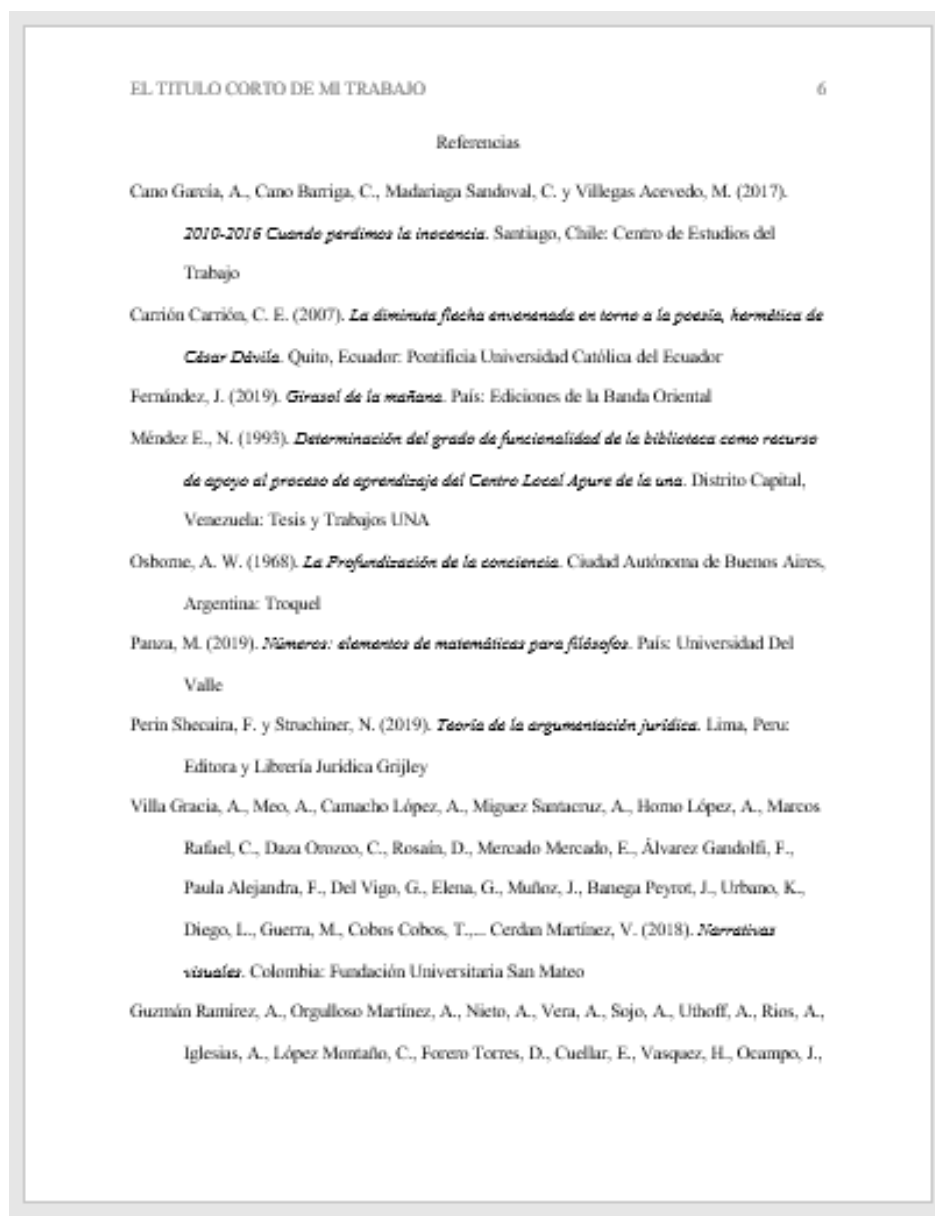 EL TITULO CORTO DE MI TRABAJO 6
Referencias
Cano García, A., Cano Barriga, C., Madariaga Sandoval, C. y Villegas Acevedo, M. (2017).
2010-2016 Cuando perdimos la inocencia. Santiago, Chile: Centro de Estudios del
Trabajo
Carrión Carrión, C. E. (2007). La diminuta flecha envenenada en torno a la poesía, hermética de
César Dávila. Quito, Ecuador: Pontificia Universidad Católica del Ecuador
Fernández, J. (2019). Girasol de la mañana. País: Ediciones de la Banda Oriental
Méndez E., N. (1993). Determinación del grado de funcionalidad de la biblioteca como recurso
de apoyo al proceso de aprendizaje del Centro Local Apure de la una. Distrito Capital,
Venezuela: Tesis y Trabajos UNA
Osborne, A. W. (1968). La Profundización de la conciencia. Ciudad Autónoma de Buenos Aires,
Argentina: Troquel
Panza, M. (2019). Números: elementos de matemáticas para filósofos. País: Universidad Del
Valle
Perin Shecaira, F. y Struchiner, N. (2019). Teoría de la argumentación jurídica. Lima, Peru:
Editora y Librería Jurídica Grijley
Villa Gracia, A., Meo, A., Camacho López, A., Miguez Santacruz, A., Horno López, A., Marcos
Rafael, C., Daza Orozco, C., Rosaín, D., Mercado Mercado, E., Álvarez Gandolfi, F.,
Paula Alejandra, F., Del Vigo, G., Elena, G., Muñoz, J., Banega Peyrot, J., Urbano, K.,
Diego, L., Guerra, M., Cobos Cobos, T.,... Cerdan Martínez, V. (2018). Narrativas
visuales. Colombia: Fundación Universitaria San Mateo
Guzmán Ramírez, A., Orgulloso Martínez, A., Nieto, A., Vera, A., Sojo, A., Uthoff, A., Rios, A.,
Iglesias, A., López Montaño, C., Forero Torres, D., Cuellar, E., Vasquez, H., Ocampo, J.,